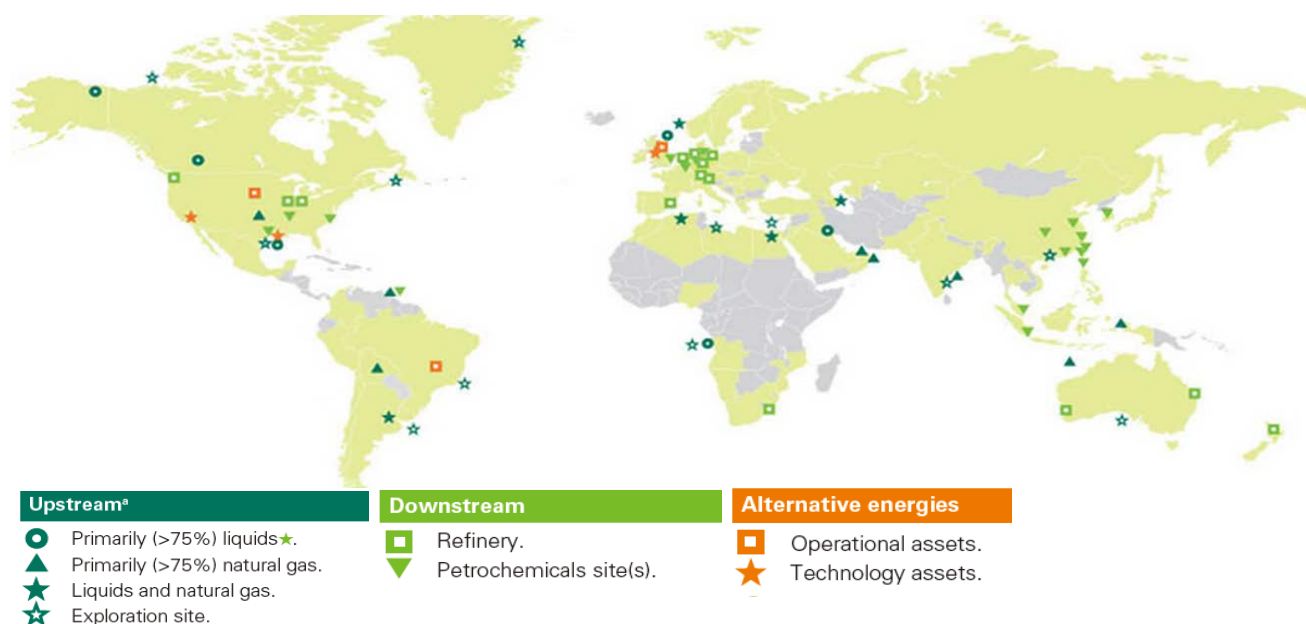 Upstreamª
Primarily (>75%) liquids★.
Primarily (>75%) natural gas.
Liquids and natural gas.
Exploration site.
Downstream
Refinery.
Petrochemicals site(s).
Alternative energies
Operational assets.
Technology assets.